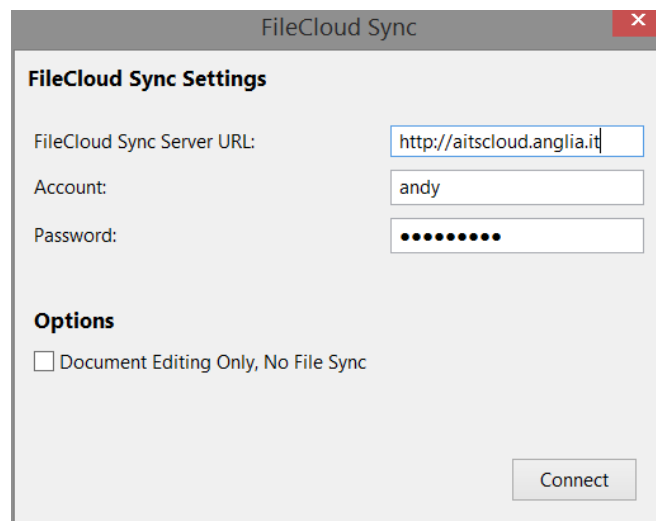 FileCloud Sync
FileCloud Sync Settings
FileCloud Sync Server URL: http://aitscloud.anglia.it
Account: andy
Password: ●●●●●●●●●
Options
Document Editing Only, No File Sync
Connect